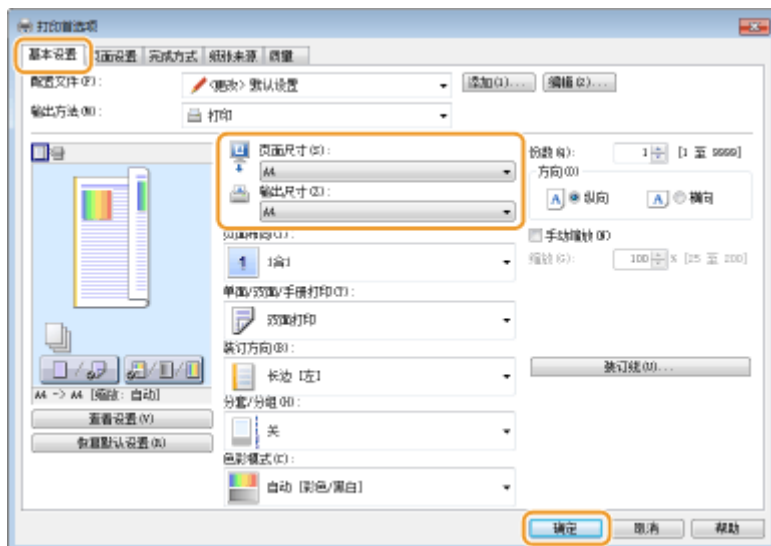 打印首选项
基本设置 页面设置 完成方式 纸张来源 质量
配置文件(F): <更改> 默认设置 添加(1)... 编辑(2)...
输出方法(M): 打印
页面尺寸(S):
A4
输出尺寸(Z):
A4
份数(Q): 1 [1 至 9999]
方向(O)
A 纵向 A 横向
手动缩放(W)
缩放(G): 100 % [25 至 200]
1合1
单面/双面/手册打印(T):
双面打印
装订方向(B):
长边 [左]
装订线(U)...
A4 -> A4 [缩放: 自动]
查看设置(V)
恢复默认设置(R)
分套/分组(H):
关
色彩模式(C):
自动 [彩色/黑白]
确定 取消 帮助